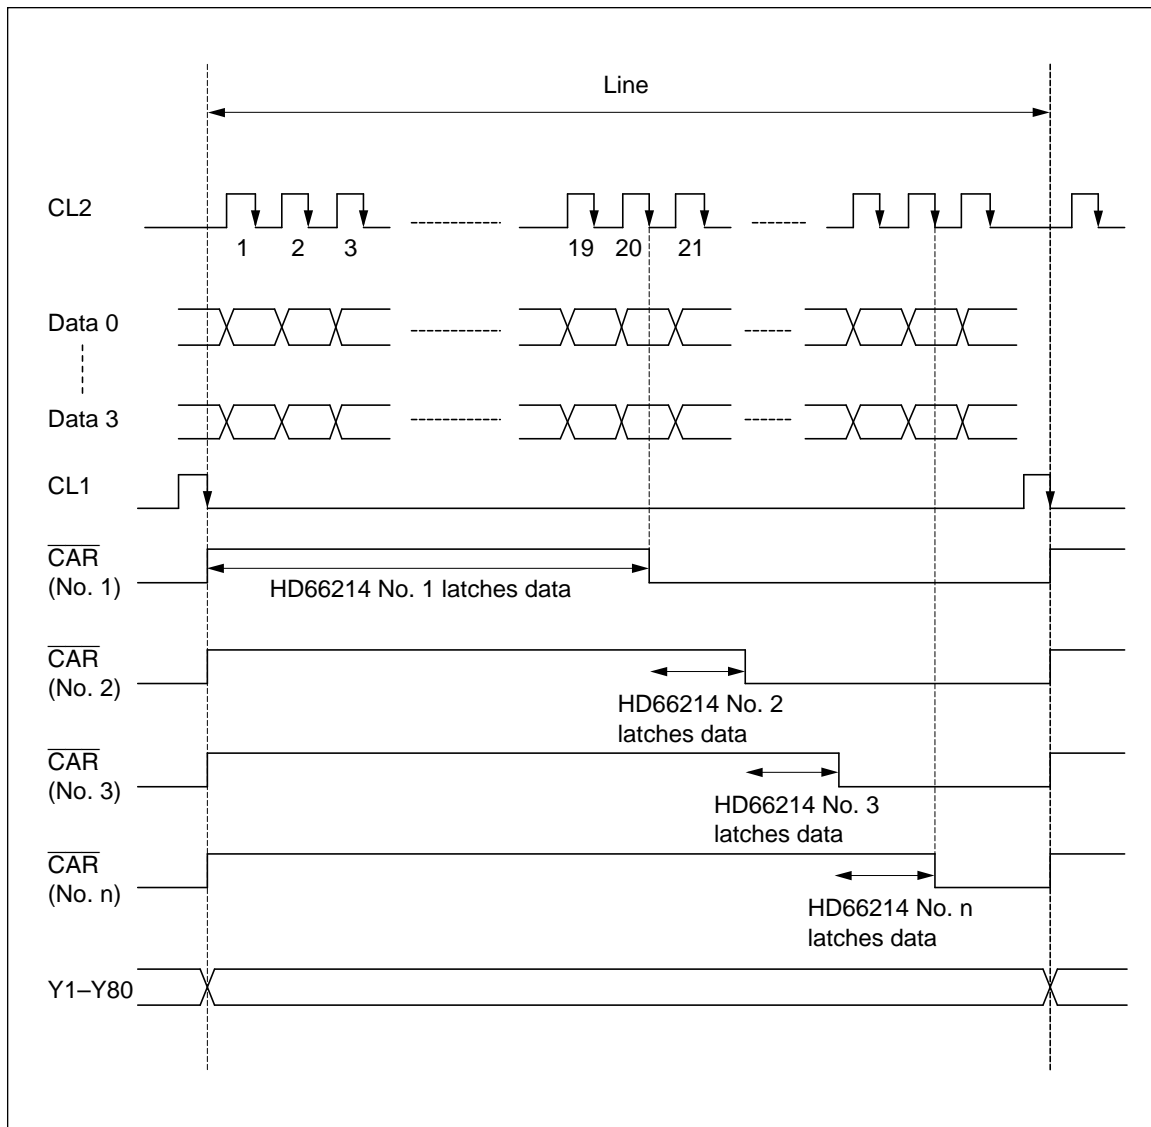 Line
CL2
1 2 3 19 20 21
Data 0
Data 3
CL1
CAR
(No. 1)
HD66214 No. 1 latches data
CAR
(No. 2)
HD66214 No. 2
latches data
CAR
(No. 3)
HD66214 No. 3
latches data
CAR
(No. n)
HD66214 No. n
latches data
Y1–Y80